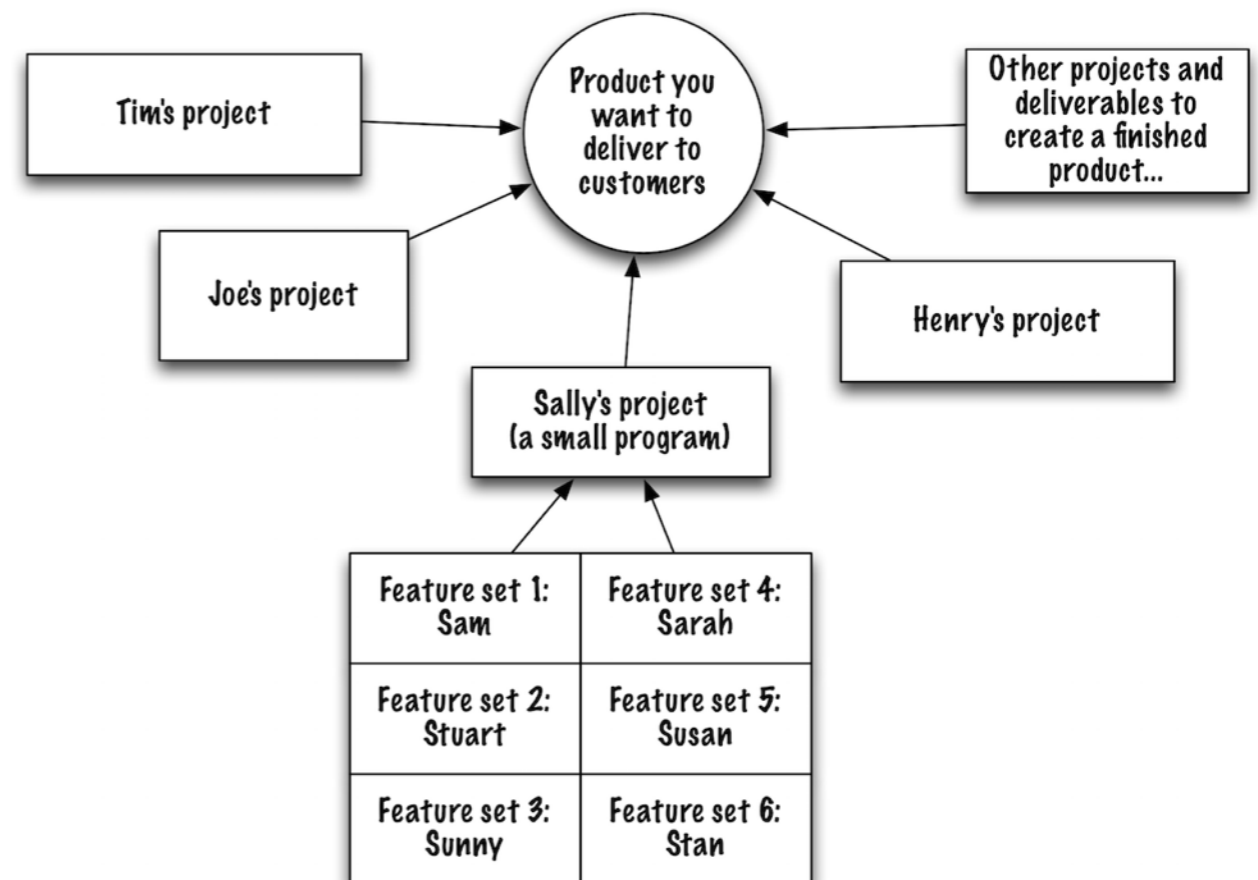 Tim's project
Product you
want to
deliver to
customers
Other projects and
deliverables to
create a finished
product...
Joe's project
Henry's project
Sally's project
(a small program)
Feature set 1:
Sam
Feature set 4:
Sarah
Feature set 2:
Stuart
Feature set 5:
Susan
Feature set 3:
Sunny
Feature set 6:
Stan